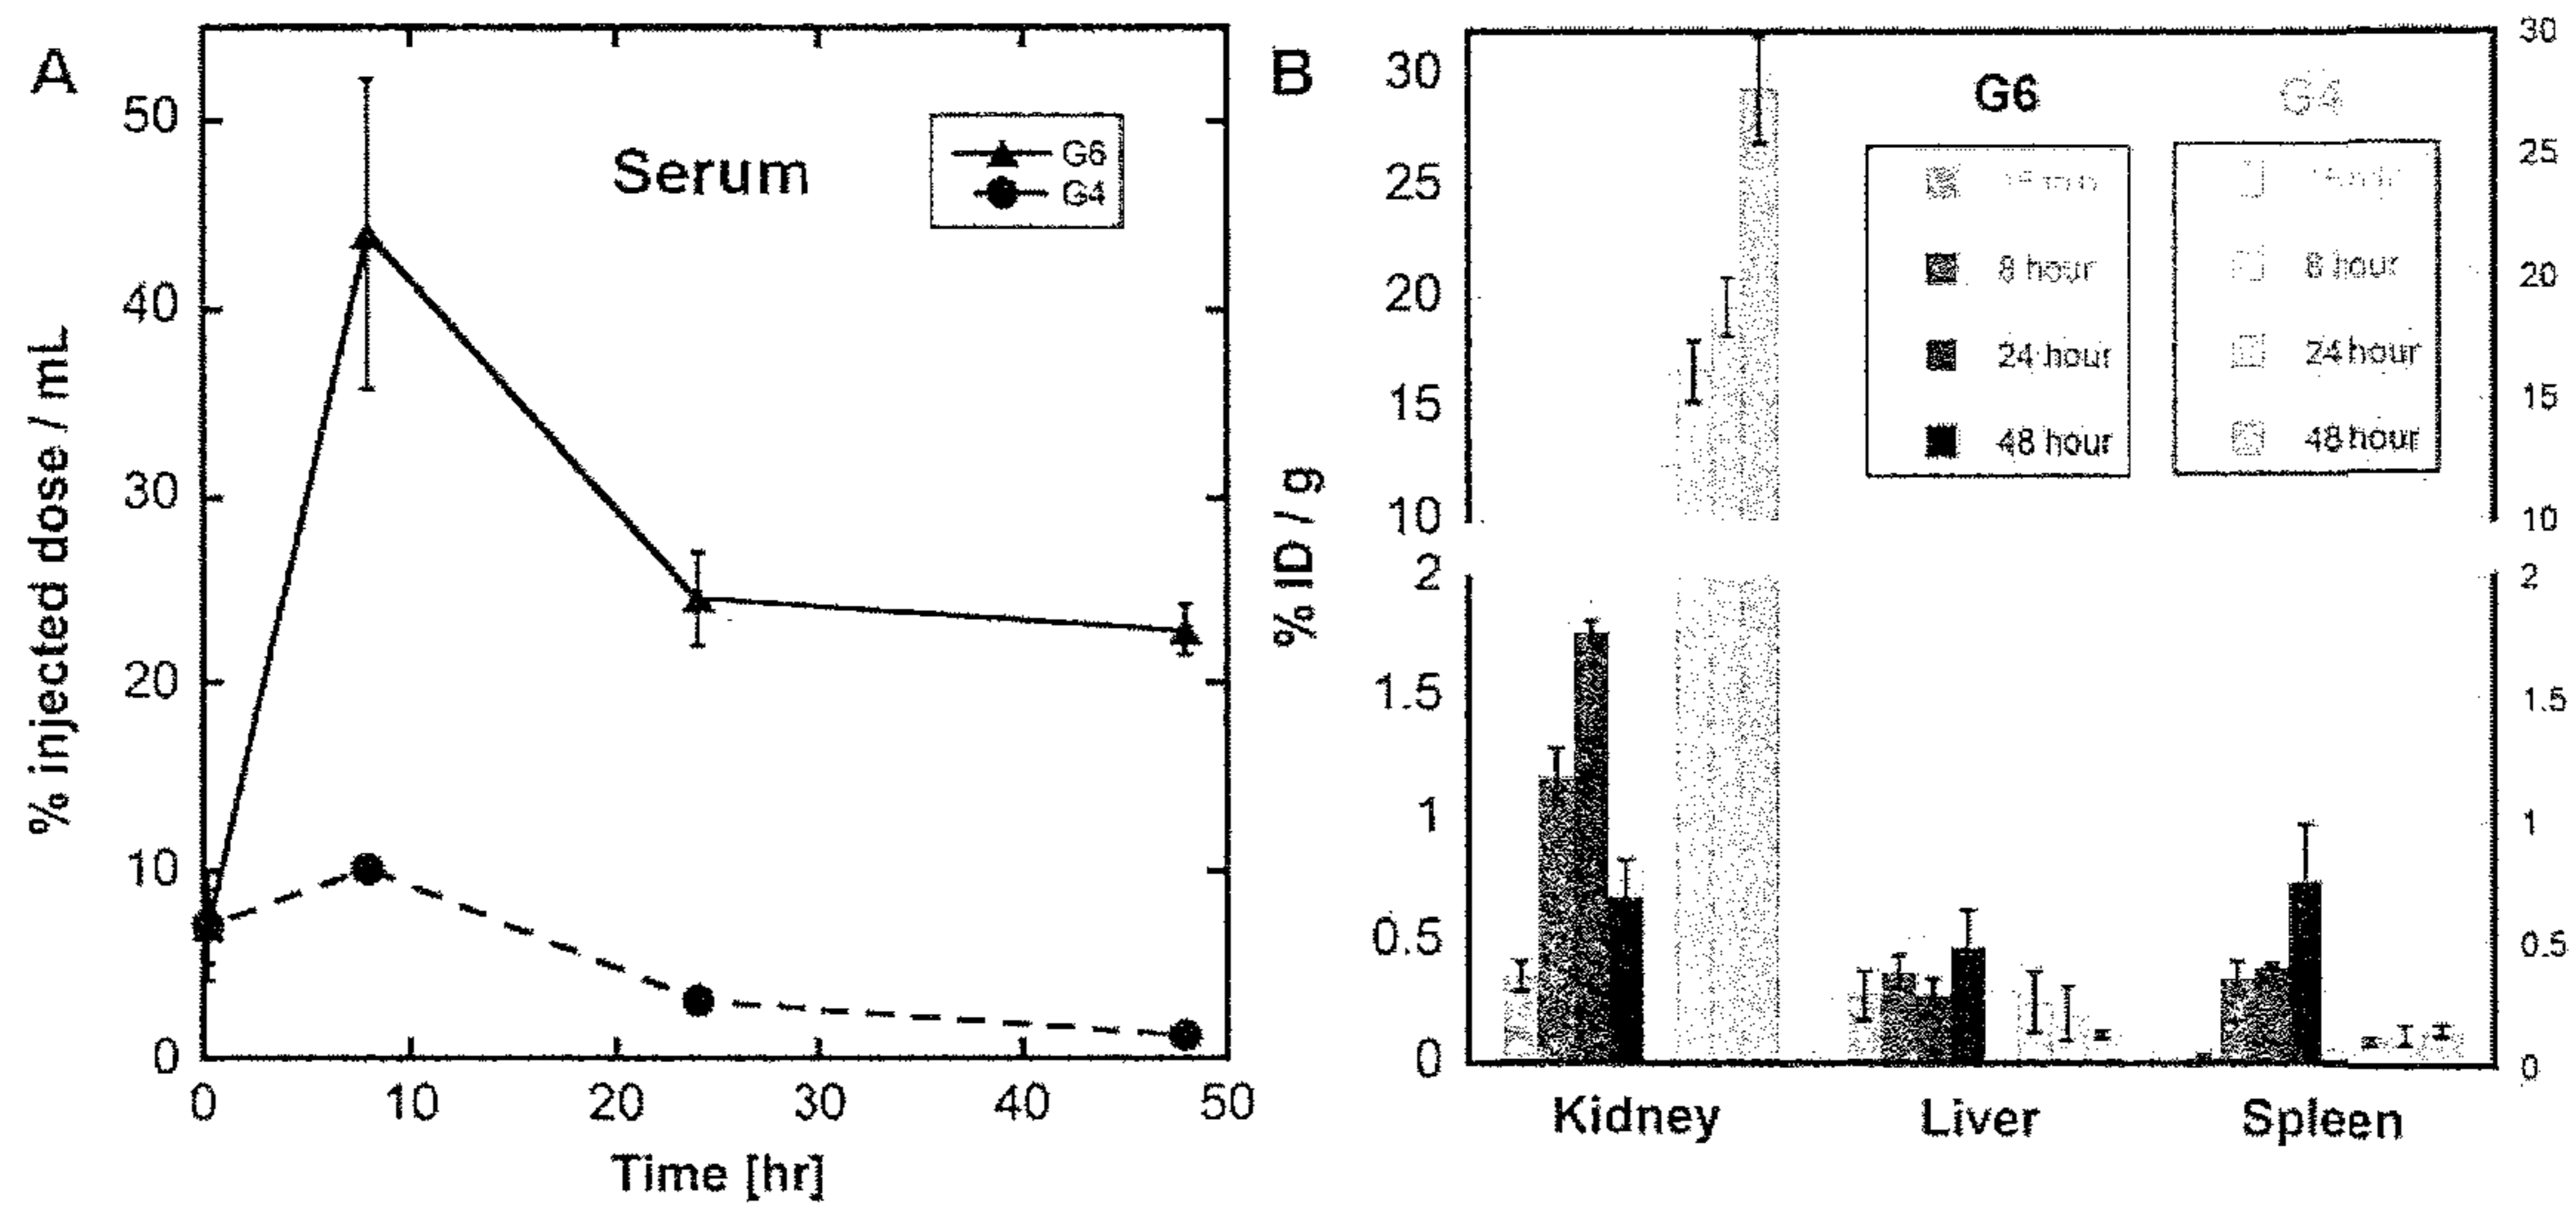 A
% injected dose / mL
50
40
30
20
10
0
Serum
G6
G4
0 10 20 30 40 50
Time [hr]
B
% ID / g
30
25
20
15
10
2
1.5
1
0.5
0
G6
8 hour
24 hour
48 hour
G4
8 hour
24 hour
48 hour
30
25
20
15
10
2
1.5
1
0.5
0
Kidney Liver Spleen